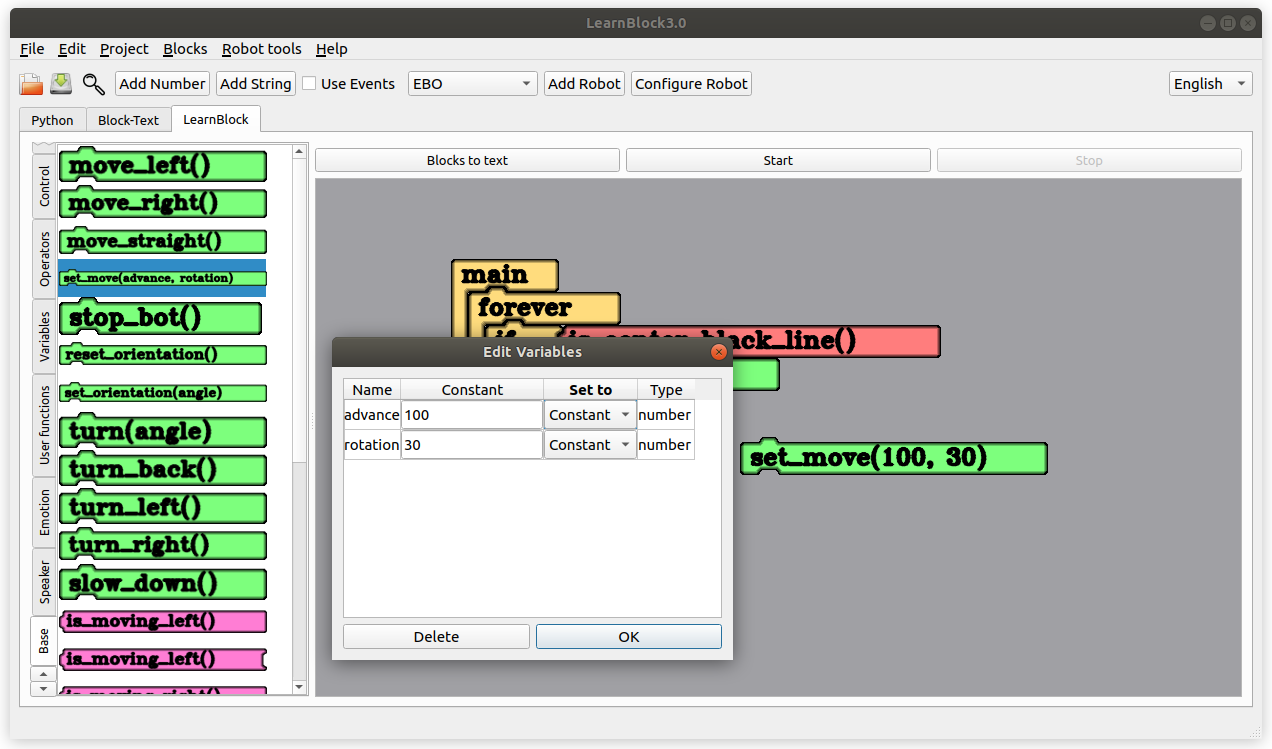 LearnBlock3.0
File Edit Project Blocks Robot tools Help
Add Number Add String Use Events EBO Add Robot Configure Robot English
Python Block-Text LearnBlock
Control
Operators
Variables
User functions
Emotion
Speaker
Base
move_left()
move_right()
move_straight()
set_move(advance, rotation)
stop_bot()
reset_orientation()
set_orientation(angle)
turn(angle)
turn_back()
turn_left()
turn_right()
slow_down()
is_moving_left()
is_moving_left()
is_moving_right()
Blocks to text Start Stop
main
forever
if is_center_black_line()
set_move(100, 30)
Edit Variables
Name Constant Set to Type
advance 100 Constant number
rotation 30 Constant number
Delete OK